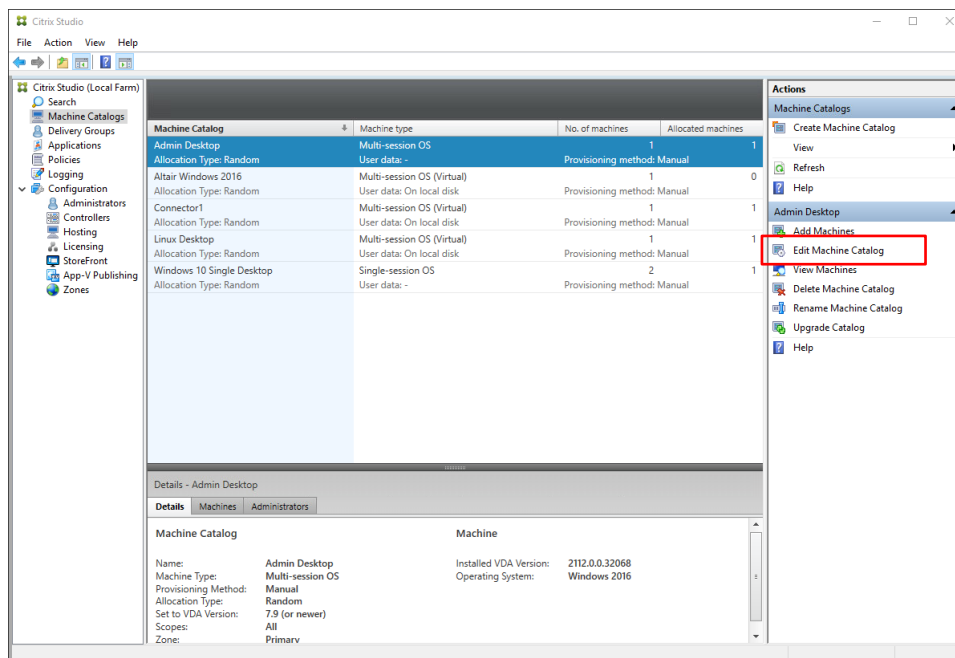 Citrix Studio
File Action View Help
Citrix Studio (Local Farm)
Search
Machine Catalogs
Delivery Groups
Applications
Policies
Logging
Configuration
Administrators
Controllers
Hosting
Licensing
StoreFront
App-V Publishing
Zones
Machine Catalog Machine type No. of machines Allocated machines
Admin Desktop Multi-session OS 1 1
Allocation Type: Random User data: - Provisioning method: Manual
Altair Windows 2016 Multi-session OS (Virtual) 1 0
Allocation Type: Random User data: On local disk Provisioning method: Manual
Connector1 Multi-session OS (Virtual) 1 1
Allocation Type: Random User data: On local disk Provisioning method: Manual
Linux Desktop Multi-session OS (Virtual) 1 1
Allocation Type: Random User data: On local disk Provisioning method: Manual
Windows 10 Single Desktop Single-session OS 2 1
Allocation Type: Random User data: - Provisioning method: Manual
Details - Admin Desktop
Details Machines Administrators
Machine Catalog Machine
Name: Admin Desktop Installed VDA Version: 2112.0.0.32068
Machine Type: Multi-session OS Operating System: Windows 2016
Provisioning Method: Manual
Allocation Type: Random
Set to VDA Version: 7.9 (or newer)
Scopes: All
Zone: Primary
Actions
Machine Catalogs
Create Machine Catalog
View
Refresh
Help
Admin Desktop
Add Machines
Edit Machine Catalog
View Machines
Delete Machine Catalog
Rename Machine Catalog
Upgrade Catalog
Help